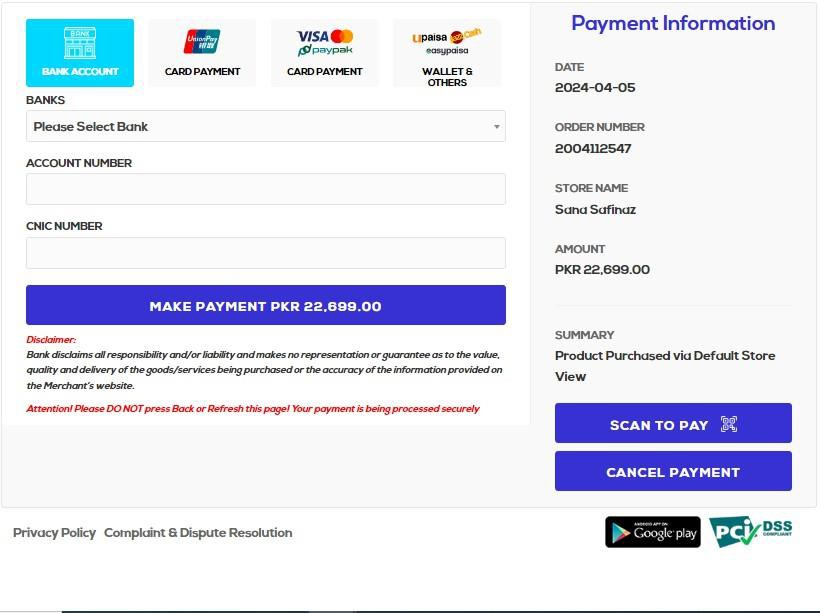 BANK
BANK ACCOUNT
UnionPay
银联
CARD PAYMENT
VISA
paypak
CARD PAYMENT
Upaisa JazzCash
easypaisa
WALLET &
OTHERS
BANKS
Please Select Bank
ACCOUNT NUMBER
CNIC NUMBER
MAKE PAYMENT PKR 22,699.00
Disclaimer:
Bank disclaims all responsibility and/or liability and makes no representation or guarantee as to the value,
quality and delivery of the goods/services being purchased or the accuracy of the information provided on
the Merchant's website.
Attention! Please DO NOT press Back or Refresh this page! Your payment is being processed securely
Payment Information
DATE
2024-04-05
ORDER NUMBER
2004112547
STORE NAME
Sana Safinaz
AMOUNT
PKR 22,699.00
SUMMARY
Product Purchased via Default Store
View
SCAN TO PAY
CANCEL PAYMENT
Privacy Policy Complaint & Dispute Resolution
ANDROID APP ON
Google play
PCI DSS
COMPLIANT